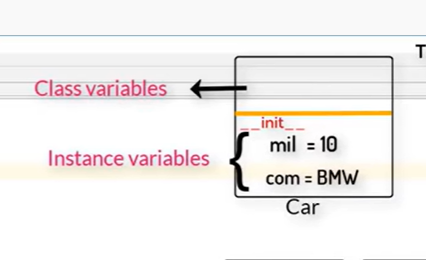 Class variables
__init__
mil = 10
Instance variables
com = BMW
Car